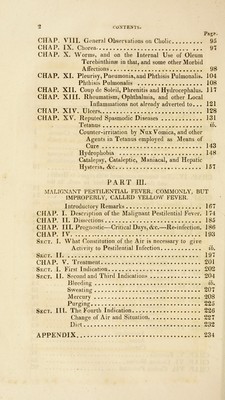 2 CONTENTS.
Page.
CHAP. VIII. General Observations on Cholic . . . . . 95
CHAP. IX. Chorea . . . . . 97
CHAP. X. Worms, and on the Internal Use of Oleum
Terebinthinæ in that, and some other Morbid
Affections . . . . . 98
CHAP. XI. Pleurisy, Pneumonia, and Phthisis Pulmonalis. 104
Phthisis Pulmonalis . . . . . 108
CHAP. XII. Coup de Soleil, Phrenitis and Hydrocephalus. 117
CHAP. XIII. Rheumatism, Ophthalmia, and other Local
Inflammations not already adverted to. . . 121
CHAP. XIV. Ulcers . . . . . 128
CHAP. XV. Reputed Spasmodic Diseases . . . . . 131
Tetanus . . . . . ib.
Counter-irritation by Nux Vomica, and other
Agents in Tetanus employed as Means of
Cure . . . . . 143
Hydrophobia . . . . . 148
Catalepsy, Cataleptic, Maniacal, and Hepatic
Hysteria, &c. . . . . . 157
PART III.
MALIGNANT PESTILENTIAL FEVER, COMMONLY, BUT
IMPROPERLY, CALLED YELLOW FEVER.
Introductory Remarks . . . . . 167
CHAP. I. Description of the Malignant Pestilential Fever. 174
CHAP. II. Dissections . . . . . 185
CHAP. III. Prognostic—Critical Days, &c.—Re-infection. 186
CHAP. IV. . . . . . 193
SECT. I. What Constitution of the Air is necessary to give
Activity to Pestilential Infection . . . . . ib.
SECT. II. . . . . . 197
CHAP. V. Treatment . . . . . 201
SECT. I. First Indication . . . . . 202
SECT. II. Second and Third Indications . . . . . 204
Bleeding . . . . . ib.
Sweating . . . . . 207
Mercury . . . . . 208
Purging . . . . . 225
SECT. III. The Fourth Indication . . . . . 226
Change of Air and Situation. . . . . . 227
Diet . . . . . 232
APPENDIX . . . . . 234